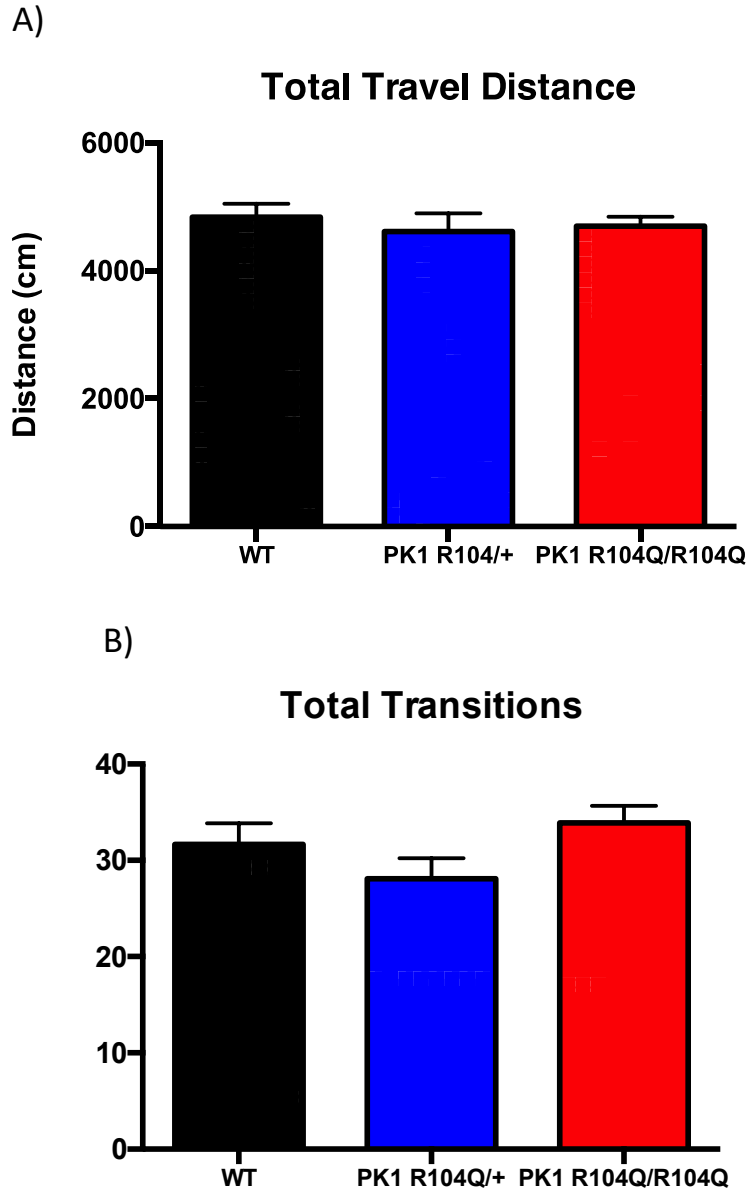 A)
Total Travel Distance
6000
4000
2000
0
Distance (cm)
WT PK1 R104/+ PK1 R104Q/R104Q
B)
Total Transitions
40
30
20
10
0
WT PK1 R104Q/+ PK1 R104Q/R104Q